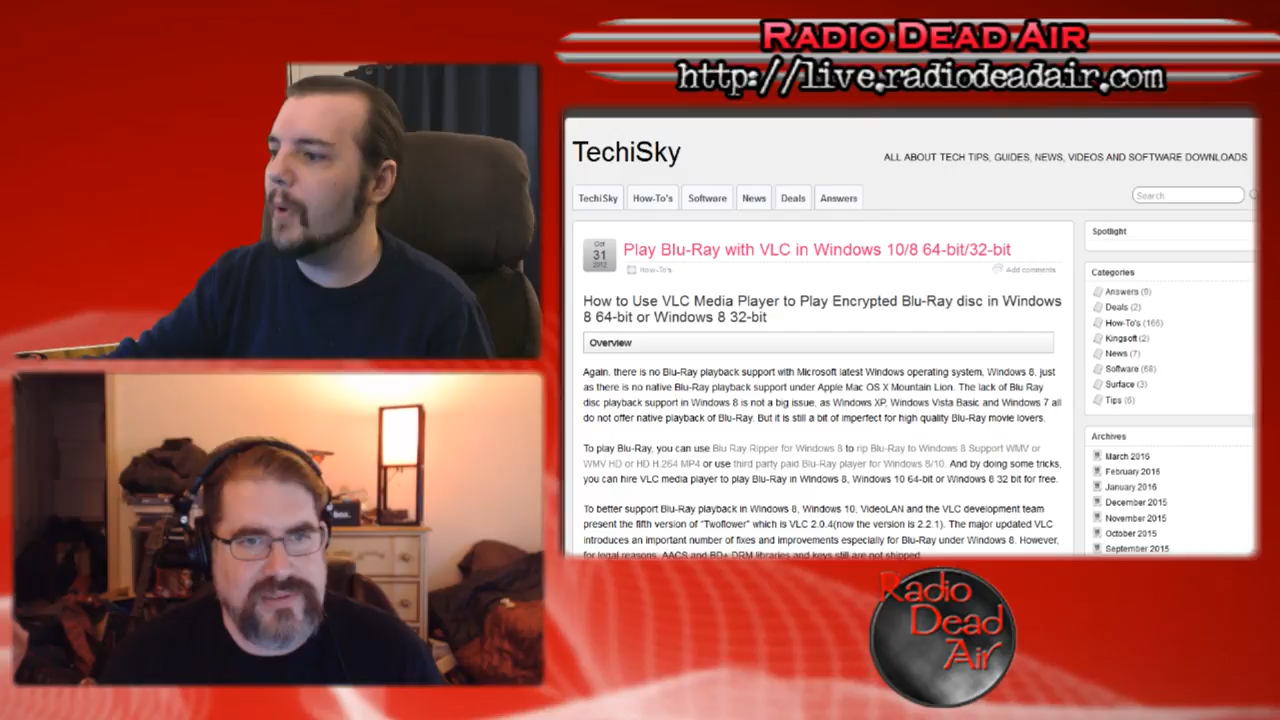 RADIO DEAD AIR
http://live.radiodeadair.com
TechiSky
ALL ABOUT TECH TIPS, GUIDES, NEWS, VIDEOS AND SOFTWARE DOWNLOADS
TechiSky How-To's Software News Deals Answers
Search
Oct
31
2012
Play Blu-Ray with VLC in Windows 10/8 64-bit/32-bit
How-To's
Add comments
How to Use VLC Media Player to Play Encrypted Blu-Ray disc in Windows
8 64-bit or Windows 8 32-bit
Overview
Again, there is no Blu-Ray playback support with Microsoft latest Windows operating system, Windows 8, just
as there is no native Blu-Ray playback support under Apple Mac OS X Mountain Lion. The lack of Blu Ray
disc playback support in Windows 8 is not a big issue, as Windows XP, Windows Vista Basic and Windows 7 all
do not offer native playback of Blu-Ray. But it is still a bit of imperfect for high quality Blu-Ray movie lovers.
To play Blu-Ray, you can use Blu Ray Ripper for Windows 8 to rip Blu-Ray to Windows 8 Support WMV or
WMV HD or HD H.264 MP4 or use third party paid Blu-Ray player for Windows 8/10. And by doing some tricks,
you can hire VLC media player to play Blu-Ray in Windows 8, Windows 10 64-bit or Windows 8 32 bit for free.
To better support Blu-Ray playback in Windows 8, Windows 10, VideoLAN and the VLC development team
present the fifth version of "Twoflower" which is VLC 2.0.4(now the version is 2.2.1). The major updated VLC
introduces an important number of fixes and improvements especially for Blu-Ray under Windows 8. However,
for legal reasons, AACS and BD+ DRM libraries and keys still are not shipped
Spotlight
Categories
Answers (9)
Deals (2)
How-To's (166)
Kingsoft (2)
News (7)
Software (68)
Surface (3)
Tips (6)
Archives
March 2016
February 2016
January 2016
December 2015
November 2015
October 2015
September 2015
Radio
Dead
Air